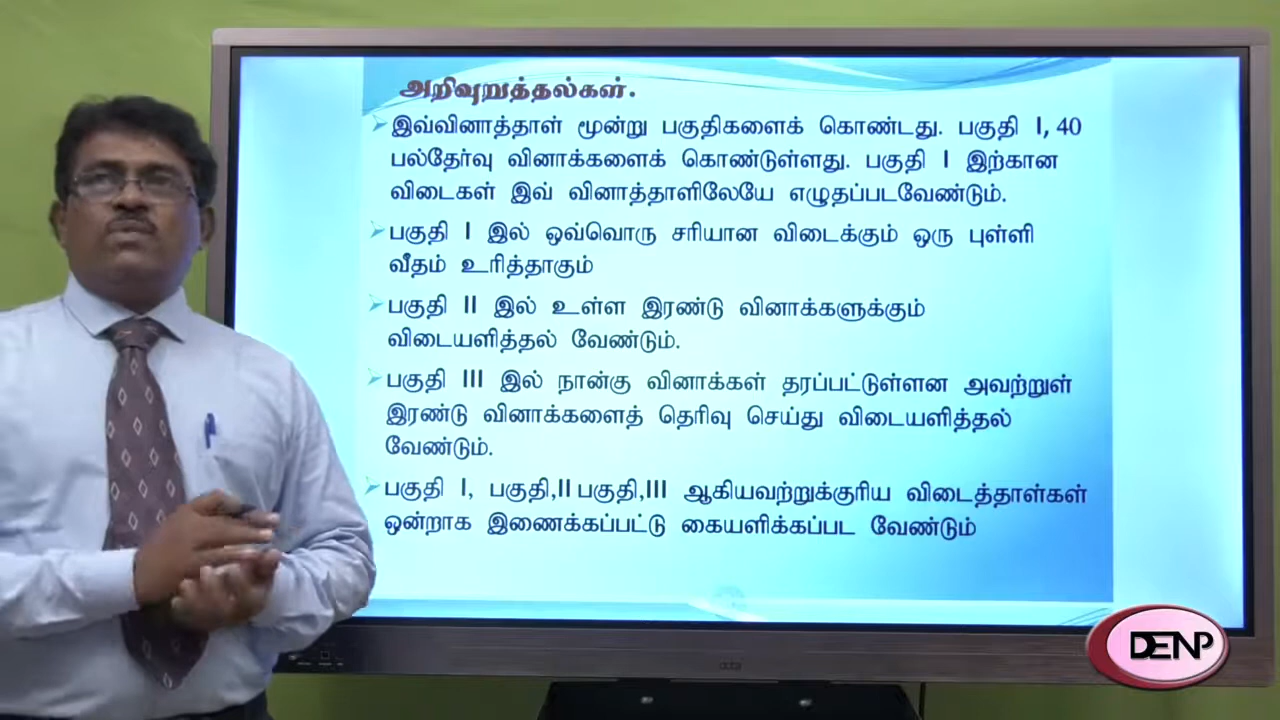 அறிவுறுத்தல்கள்.
➢இவ்வினாத்தாள் மூன்று பகுதிகளைக் கொண்டது. பகுதி I, 40
பல்தேர்வு வினாக்களைக் கொண்டுள்ளது. பகுதி I இற்கான
விடைகள் இவ் வினாத்தாளிலேயே எழுதப்படவேண்டும்.
➢பகுதி I இல் ஒவ்வொரு சரியான விடைக்கும் ஒரு புள்ளி
வீதம் உரித்தாகும்
➢பகுதி II இல் உள்ள இரண்டு வினாக்களுக்கும்
விடையளித்தல் வேண்டும்.
➢பகுதி III இல் நான்கு வினாக்கள் தரப்பட்டுள்ளன அவற்றுள்
இரண்டு வினாக்களைத் தெரிவு செய்து விடையளித்தல்
வேண்டும்.
➢பகுதி I, பகுதி,II பகுதி,III ஆகியவற்றுக்குரிய விடைத்தாள்கள்
ஒன்றாக இணைக்கப்பட்டு கையளிக்கப்பட வேண்டும்
DENP